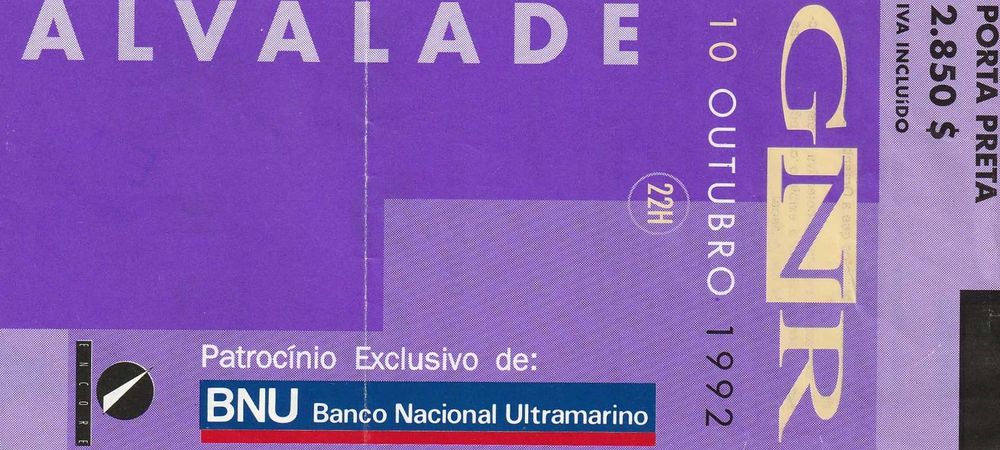 ALVALADE
10 OUTUBRO 1992
GNR
PORTA PRETA
2.850 $
IVA INCLUÍDO
22H
Patrocínio Exclusivo de:
BNU Banco Nacional Ultramarino
ENCORE